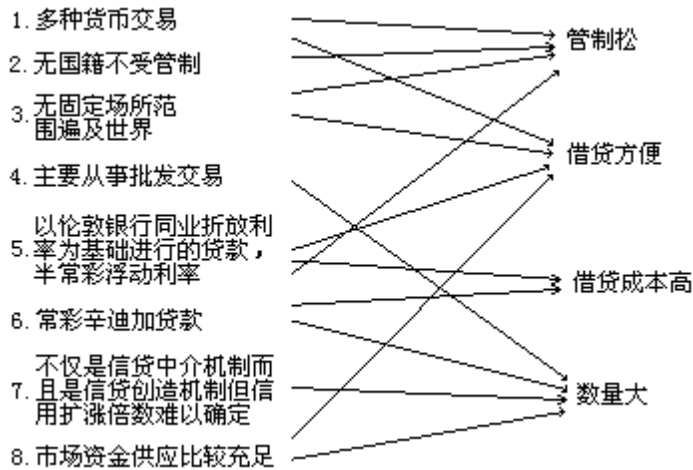 1. 多种货币交易
2. 无国籍不受管制
3. 无固定场所范
围遍及世界
4. 主要从事批发交易
以伦敦银行同业折放利
5. 率为基础进行的贷款，
半常彩浮动利率
6. 常彩辛迪加贷款
不仅是信贷中介机制而
7. 且是信贷创造机制但信
用扩涨倍数难以确定
8. 市场资金供应比较充足
管制松
借贷方便
借贷成本高
数量大